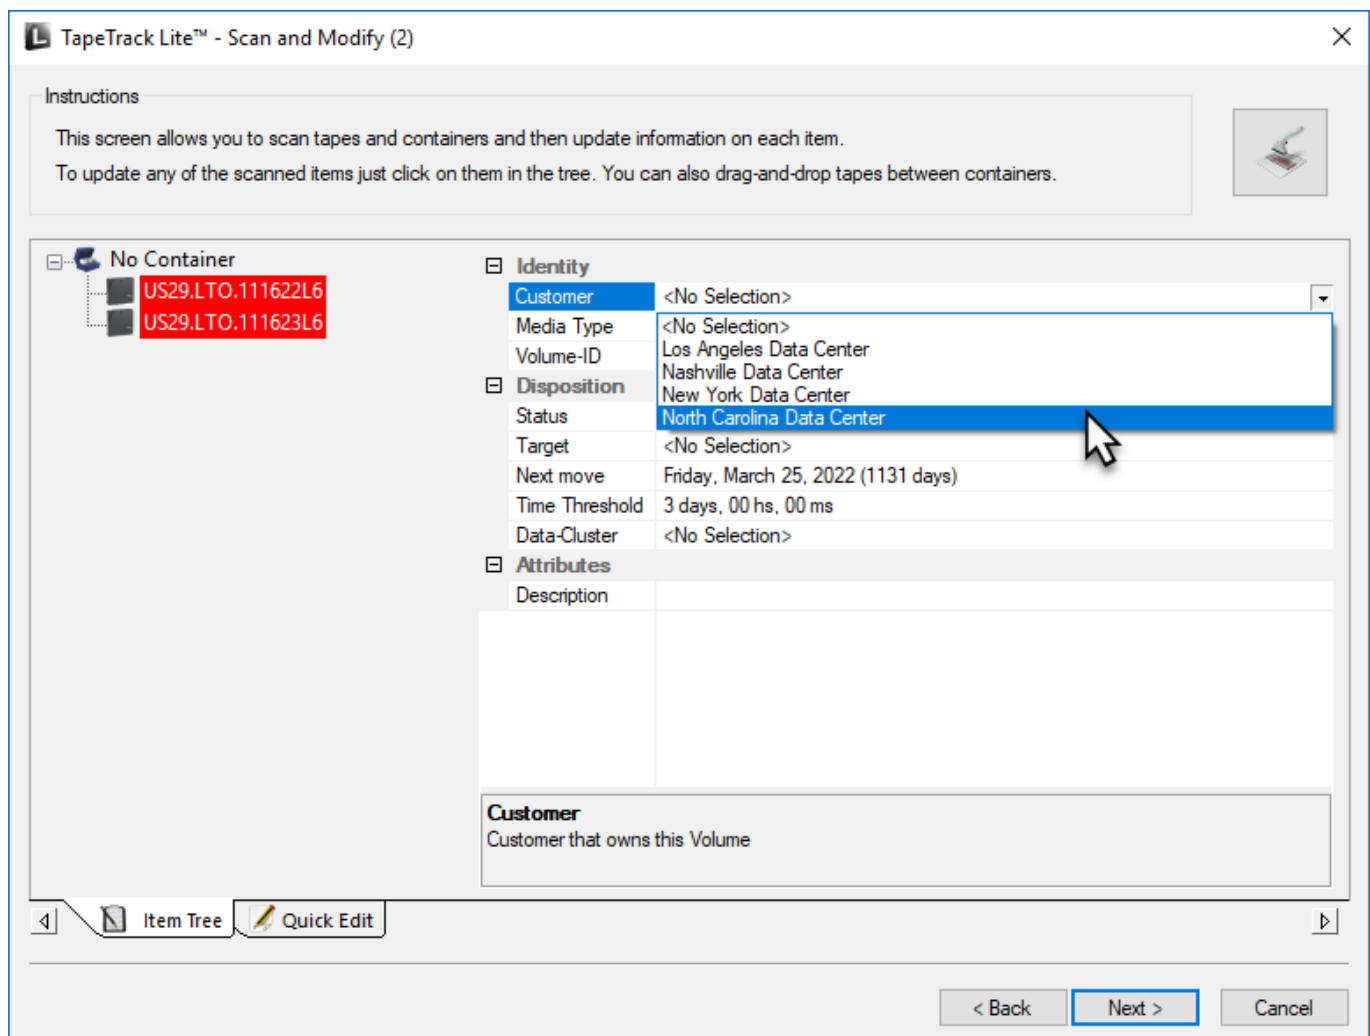 TapeTrack Lite™ - Scan and Modify (2)
Instructions
This screen allows you to scan tapes and containers and then update information on each item.
To update any of the scanned items just click on them in the tree. You can also drag-and-drop tapes between containers.
No Container
US29.LTO.111622L6
US29.LTO.111623L6
Identity
Customer <No Selection>
Media Type
Volume-ID
<No Selection>
Los Angeles Data Center
Nashville Data Center
New York Data Center
North Carolina Data Center
Disposition
Status
Target <No Selection>
Next move Friday, March 25, 2022 (1131 days)
Time Threshold 3 days, 00 hs, 00 ms
Data-Cluster <No Selection>
Attributes
Description
Customer
Customer that owns this Volume
Item Tree
Quick Edit
< Back
Next >
Cancel